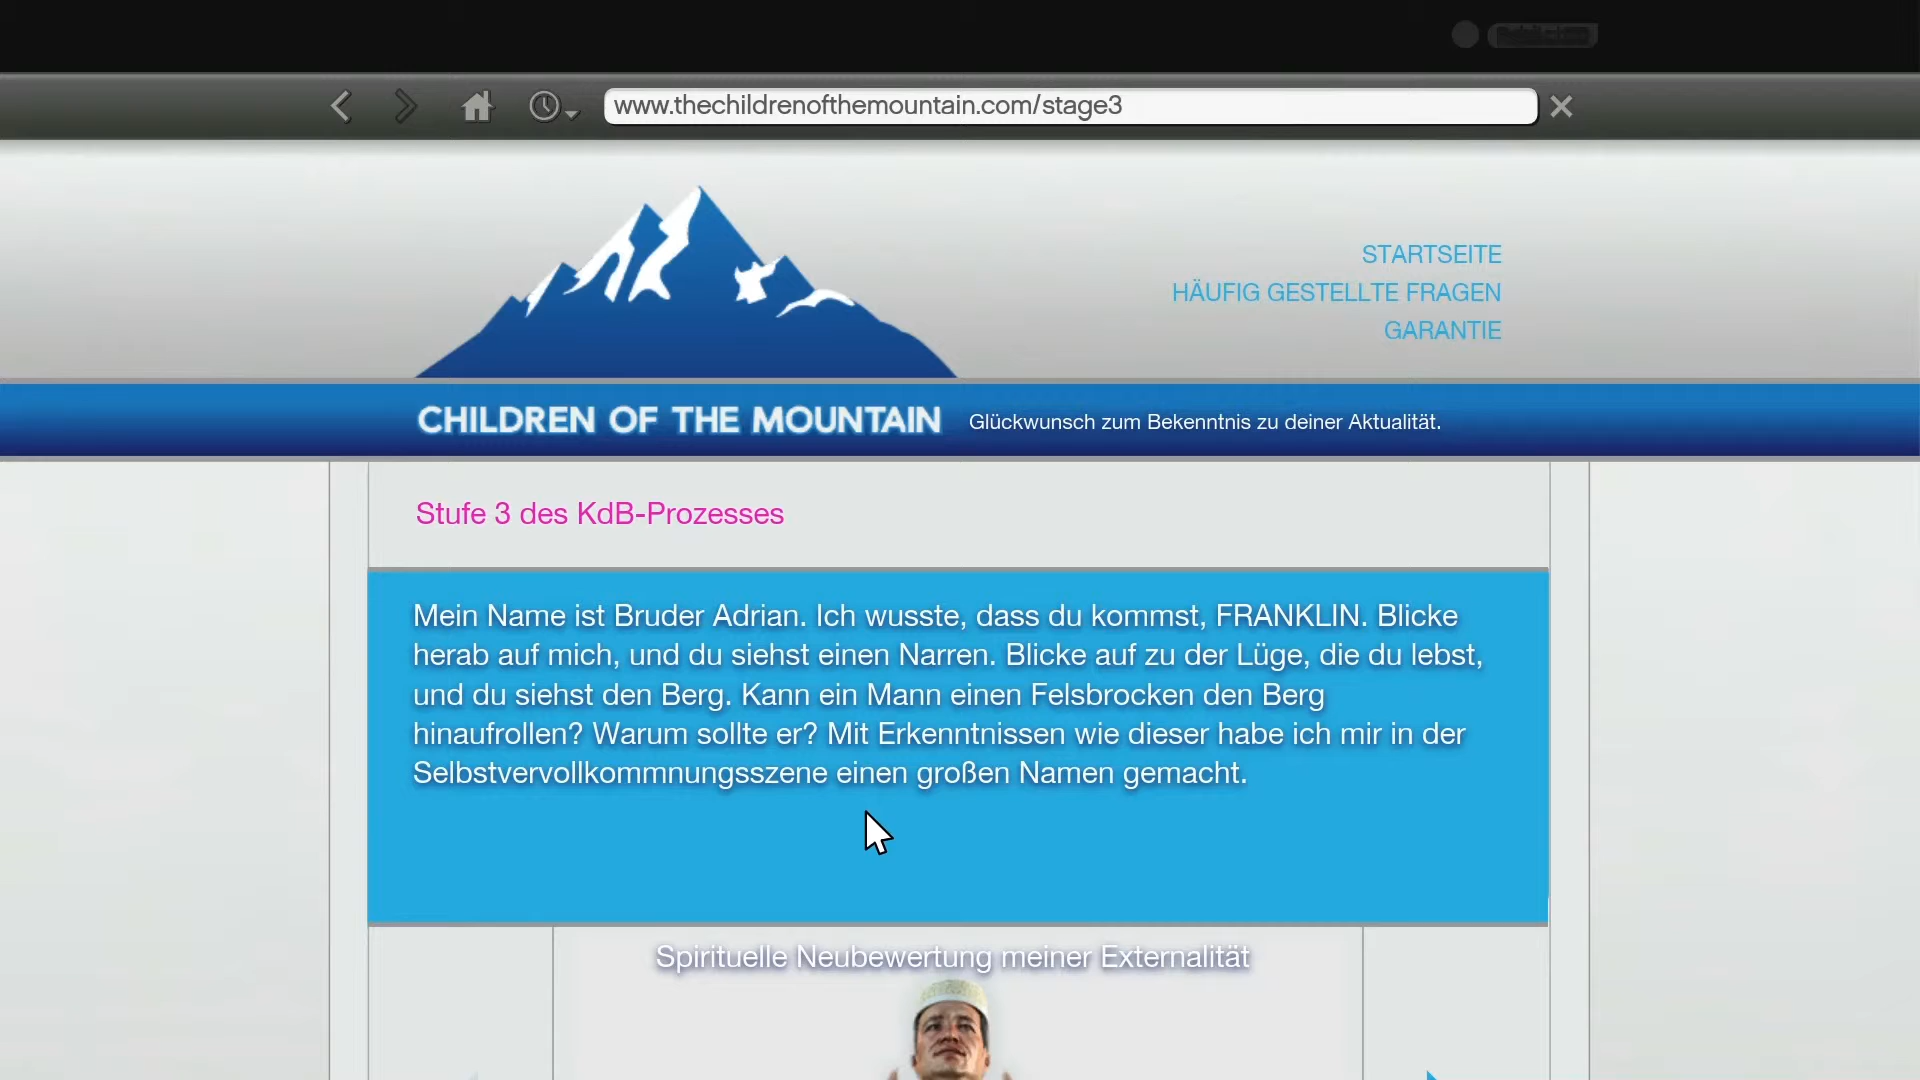 www.thechildrenofthemountain.com/stage3
STARTSEITE
HÄUFIG GESTELLTE FRAGEN
GARANTIE
CHILDREN OF THE MOUNTAIN Glückwunsch zum Bekenntnis zu deiner Aktualität.
Stufe 3 des KdB-Prozesses
Mein Name ist Bruder Adrian. Ich wusste, dass du kommst, FRANKLIN. Blicke
herab auf mich, und du siehst einen Narren. Blicke auf zu der Lüge, die du lebst,
und du siehst den Berg. Kann ein Mann einen Felsbrocken den Berg
hinaufrollen? Warum sollte er? Mit Erkenntnissen wie dieser habe ich mir in der
Selbstvervollkommnungsszene einen großen Namen gemacht.
Spirituelle Neubewertung meiner Externalität